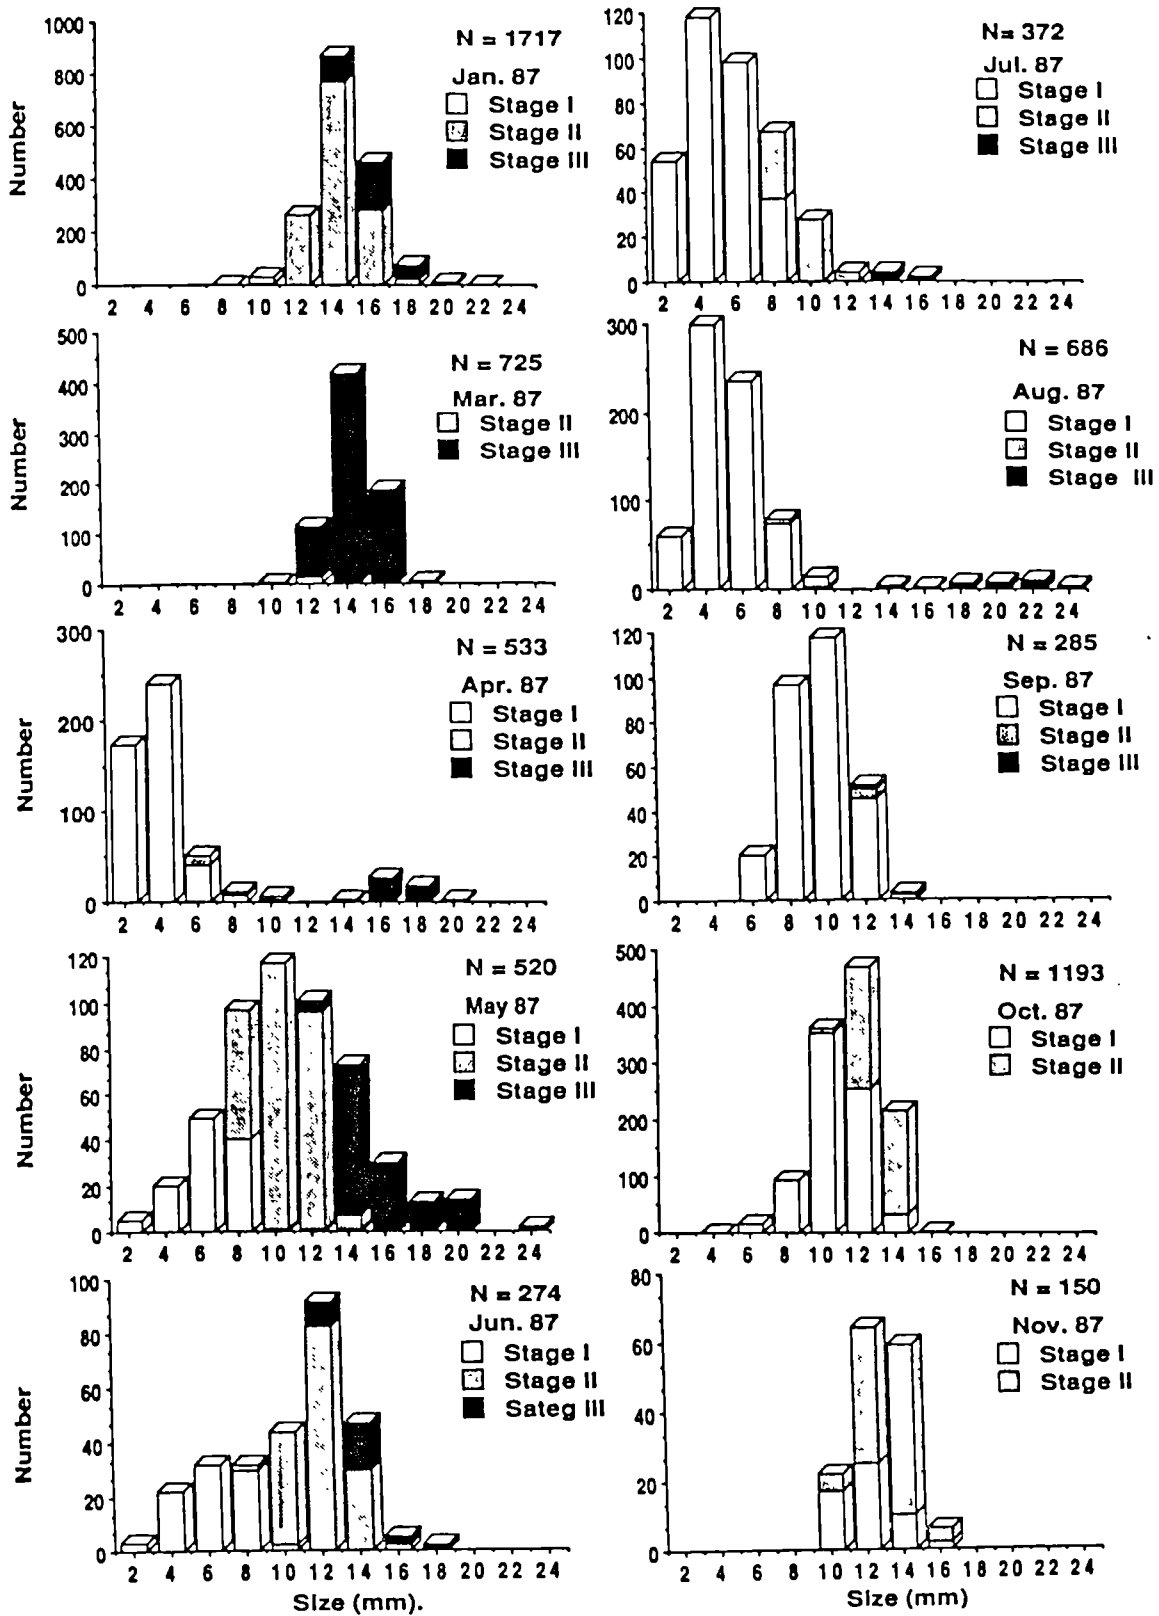 1000
800
600
400
200
0
Number
N = 1717
Jan. 87
Stage I
Stage II
Stage III
2 4 6 8 10 12 14 16 18 20 22 24
500
400
300
200
100
0
Number
N = 725
Mar. 87
Stage II
Stage III
2 4 6 8 10 12 14 16 18 20 22 24
300
200
100
0
Number
N = 533
Apr. 87
Stage I
Stage II
Stage III
2 4 6 8 10 12 14 16 18 20 22 24
120
100
80
60
40
20
0
Number
N = 520
May 87
Stage I
Stage II
Stage III
2 4 6 8 10 12 14 16 18 20 22 24
100
80
60
40
20
0
Number
N = 274
Jun. 87
Stage I
Stage II
Sateg III
2 4 6 8 10 12 14 16 18 20 22 24
Size (mm).
120
100
80
60
40
20
0
N= 372
Jul. 87
Stage I
Stage II
Stage III
2 4 6 8 10 12 14 16 18 20 22 24
300
200
100
0
N = 686
Aug. 87
Stage I
Stage II
Stage III
2 4 6 8 10 12 14 16 18 20 22 24
120
100
80
60
40
20
0
N = 285
Sep. 87
Stage I
Stage II
Stage III
2 4 6 8 10 12 14 16 18 20 22 24
500
400
300
200
100
0
N = 1193
Oct. 87
Stage I
Stage II
2 4 6 8 10 12 14 16 18 20 22 24
80
60
40
20
0
N = 150
Nov. 87
Stage I
Stage II
2 4 6 8 10 12 14 16 18 20 22 24
Size (mm)